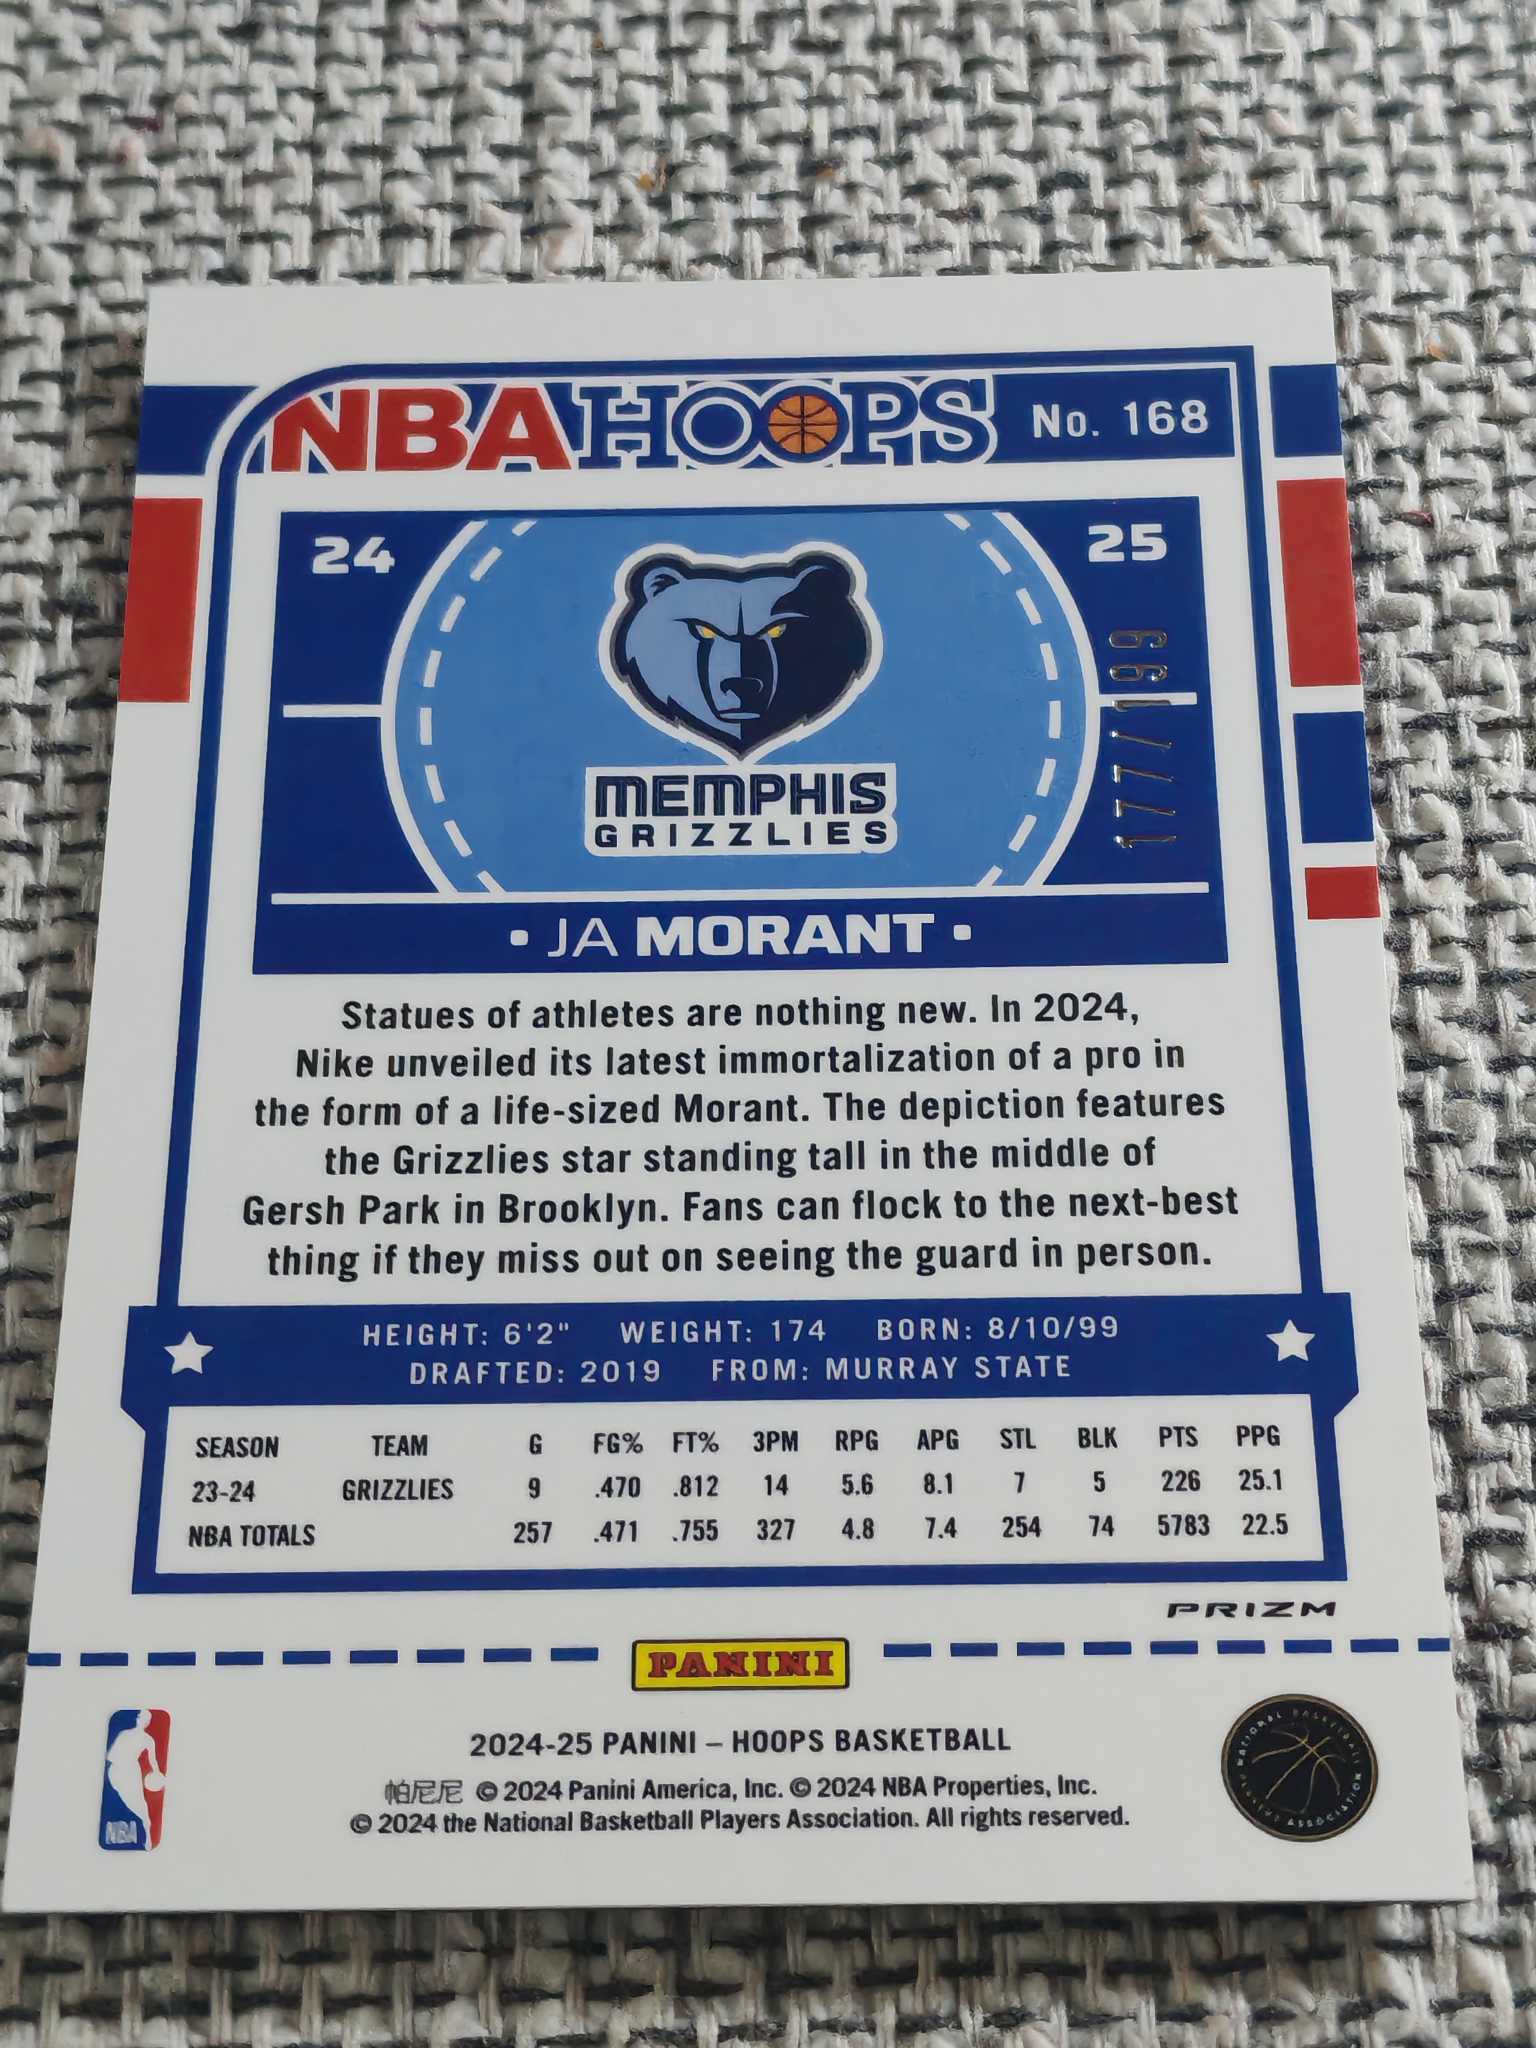 NBA HOOPS No. 168
24 25
17/199
MEMPHIS
GRIZZLIES
• JA MORANT •
Statues of athletes are nothing new. In 2024,
Nike unveiled its latest immortalization of a pro in
the form of a life-sized Morant. The depiction features
the Grizzlies star standing tall in the middle of
Gersh Park in Brooklyn. Fans can flock to the next-best
thing if they miss out on seeing the guard in person.
HEIGHT: 6'2" WEIGHT: 174 BORN: 8/10/99
DRAFTED: 2019 FROM: MURRAY STATE
SEASON TEAM G FG% FT% 3PM RPG APG STL BLK PTS PPG
23-24 GRIZZLIES 9 .470 .812 14 5.6 8.1 7 5 226 25.1
NBA TOTALS 257 .471 .755 327 4.8 7.4 254 74 5783 22.5
PRIZM
PANINI
NBA
2024-25 PANINI – HOOPS BASKETBALL
帕尼尼 © 2024 Panini America, Inc. © 2024 NBA Properties, Inc.
© 2024 the National Basketball Players Association. All rights reserved.
NATIONAL BASKETBALL PLAYERS ASSOCIATION